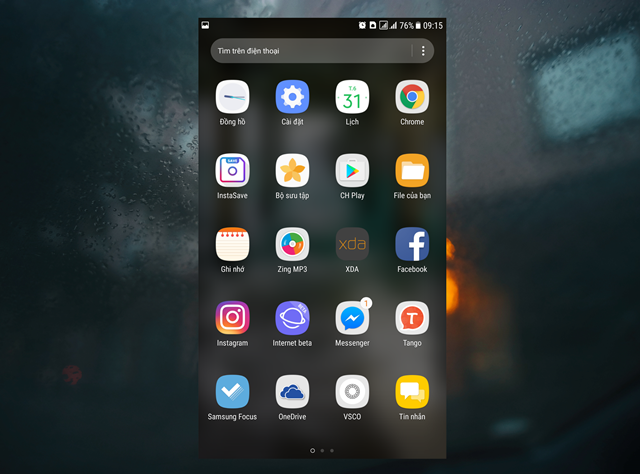 76% 09:15
Tìm trên điện thoại
T6
31
Đồng hồ Cài đặt Lịch Chrome
SAVE
InstaSave Bộ sưu tập CH Play File của bạn
xda
Ghi nhớ Zing MP3 XDA Facebook
BETA
1
Instagram Internet beta Messenger Tango
Samsung Focus OneDrive VSCO Tin nhắn